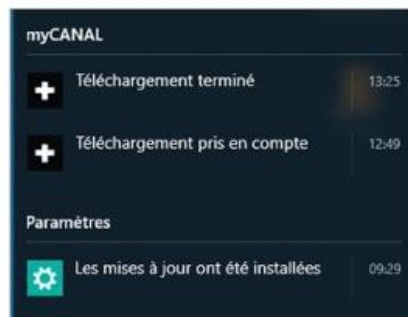 myCANAL
Téléchargement terminé 13:25
Téléchargement pris en compte 12:49
Paramètres
Les mises à jour ont été installées 09:29